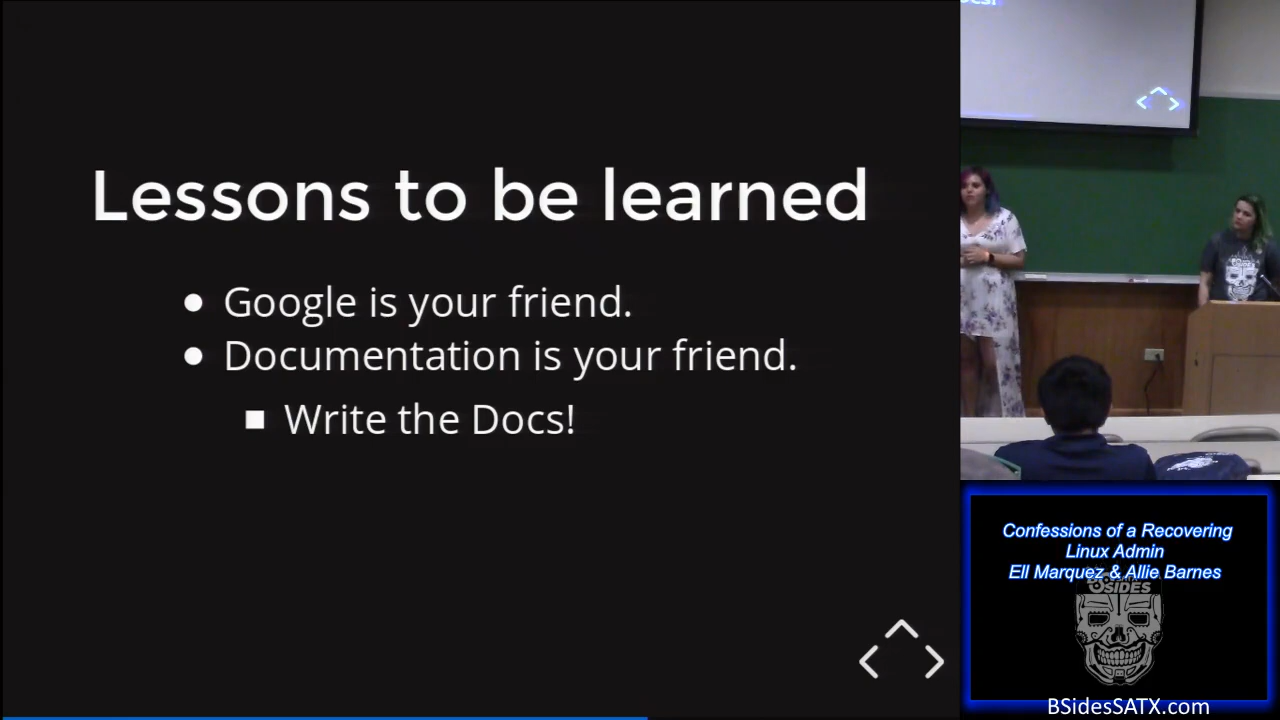 Lessons to be learned
Google is your friend.
Documentation is your friend.
Write the Docs!
Confessions of a Recovering
Linux Admin
Ell Marquez & Allie Barnes
BSIDES
BSidesSATX.com